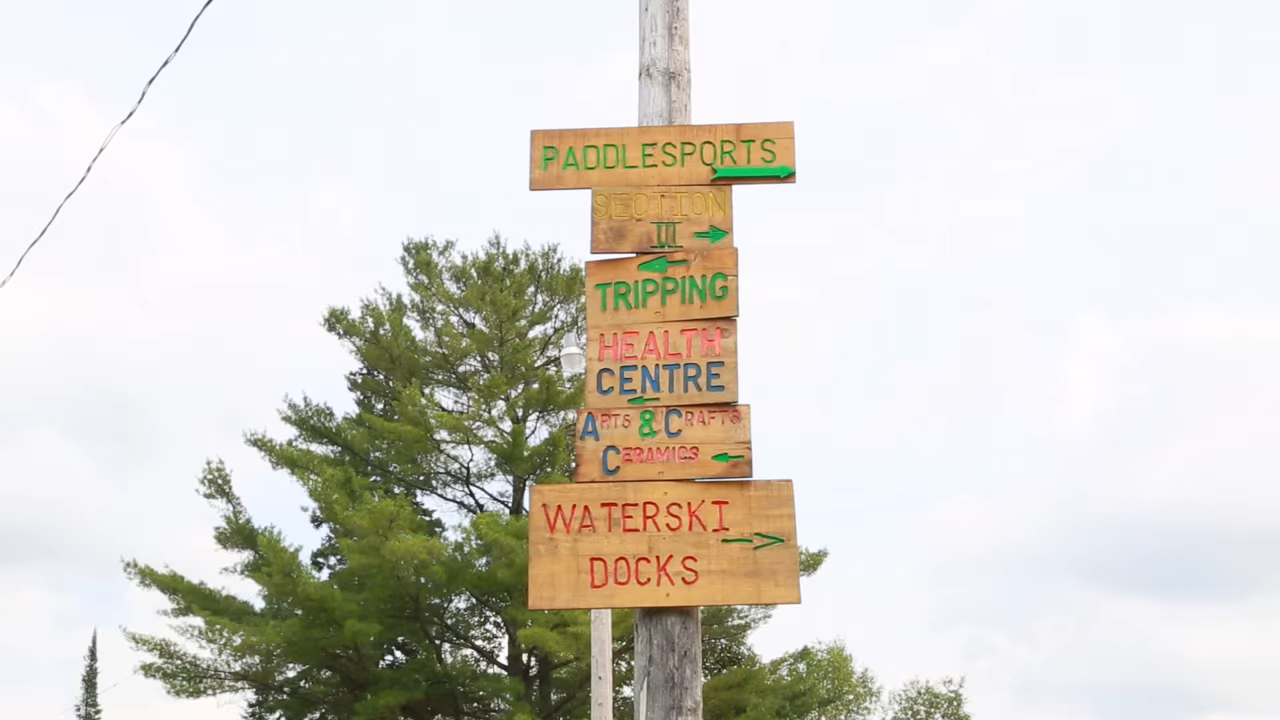 PADDLESPORTS
SECTION
III
TRIPPING
HEALTH
CENTRE
ARTS & CRAFTS
CERAMICS
WATERSKI
DOCKS